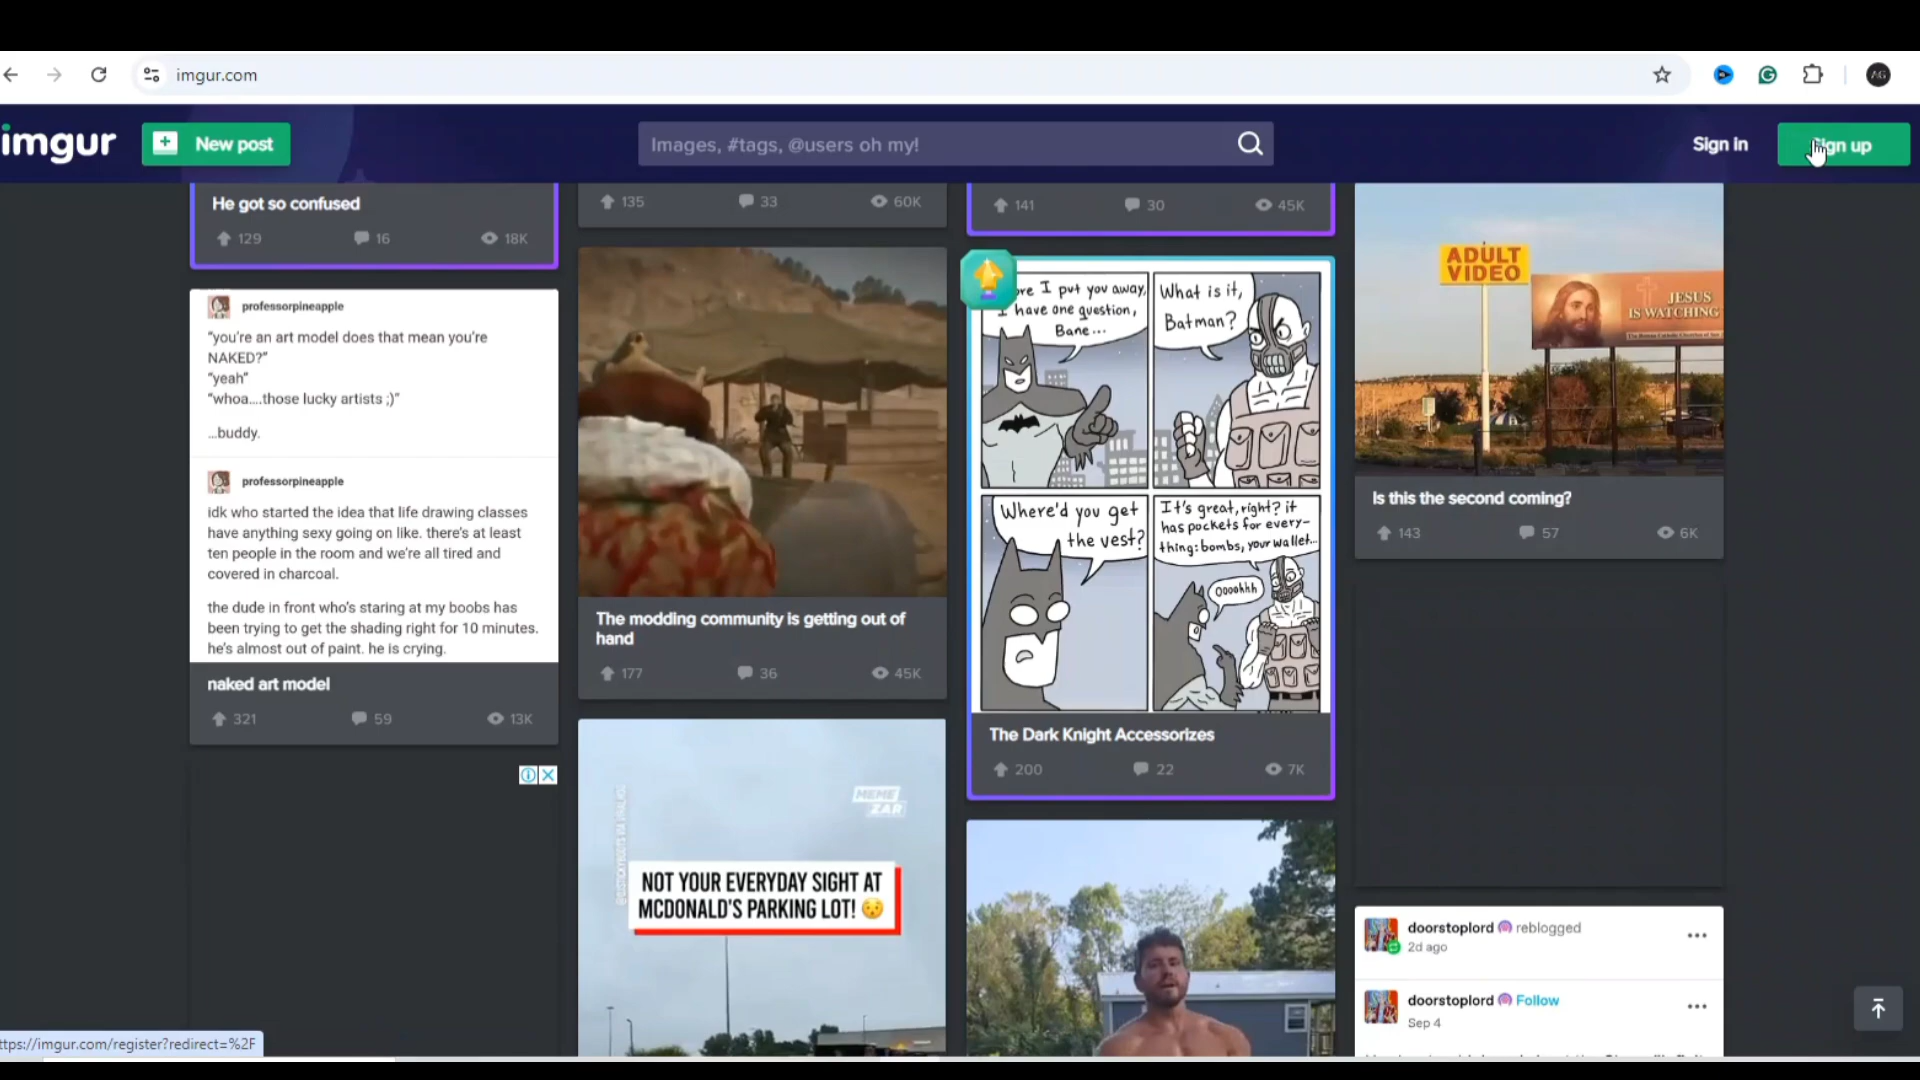 imgur.com
AG
imgur
New post
Images, #tags, @users oh my!
Sign in
Sign up
He got so confused
129 16 18K
professorpineapple
"you're an art model does that mean you're
NAKED?"
"yeah"
"whoa....those lucky artists ;)"
...buddy.
professorpineapple
idk who started the idea that life drawing classes
have anything sexy going on like. there's at least
ten people in the room and we're all tired and
covered in charcoal.
the dude in front who's staring at my boobs has
been trying to get the shading right for 10 minutes.
he's almost out of paint. he is crying.
naked art model
321 59 13K
135 33 60K
The modding community is getting out of
hand
177 36 45K
MEME
ZAR
NOT YOUR EVERYDAY SIGHT AT
MCDONALD'S PARKING LOT! 😯
141 30 45K
ore I put you away,
I have one question,
Bane...
What is it,
Batman?
Where'd you get
the vest?
It's great, right? it
has pockets for every-
thing: bombs, your wallet...
Oooohhh
The Dark Knight Accessorizes
200 22 7K
ADULT
VIDEO
JESUS
IS WATCHING
Is this the second coming?
143 57 6K
doorstoplord reblogged
2d ago
doorstoplord Follow
Sep 4
ttps://imgur.com/register?redirect=%2F